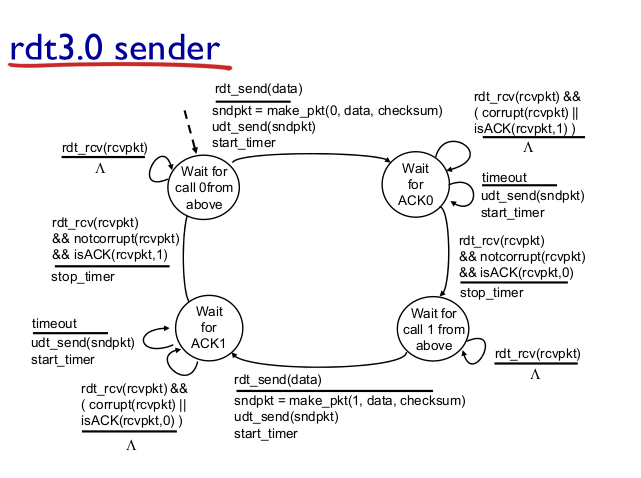 rdt3.0 sender
rdt_send(data)
sndpkt = make_pkt(0, data, checksum)
udt_send(sndpkt)
start_timer
rdt_rcv(rcvpkt) &&
( corrupt(rcvpkt) ||
isACK(rcvpkt,1) )
Λ
rdt_rcv(rcvpkt)
Λ
Wait for
call 0from
above
Wait
for
ACK0
timeout
udt_send(sndpkt)
start_timer
rdt_rcv(rcvpkt)
&& notcorrupt(rcvpkt)
&& isACK(rcvpkt,1)
stop_timer
rdt_rcv(rcvpkt)
&& notcorrupt(rcvpkt)
&& isACK(rcvpkt,0)
stop_timer
timeout
udt_send(sndpkt)
start_timer
Wait
for
ACK1
Wait for
call 1 from
above
rdt_rcv(rcvpkt)
Λ
rdt_rcv(rcvpkt) &&
( corrupt(rcvpkt) ||
isACK(rcvpkt,0) )
Λ
rdt_send(data)
sndpkt = make_pkt(1, data, checksum)
udt_send(sndpkt)
start_timer